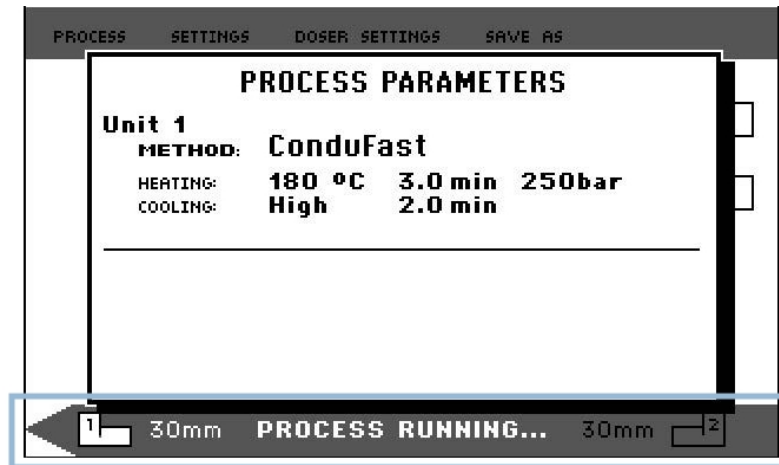 PROCESS SETTINGS DOSER SETTINGS SAVE AS
PROCESS PARAMETERS
Unit 1
METHOD: ConduFast
HEATING: 180 ºC 3.0 min 250bar
COOLING: High 2.0 min
1 30mm PROCESS RUNNING... 30mm 2